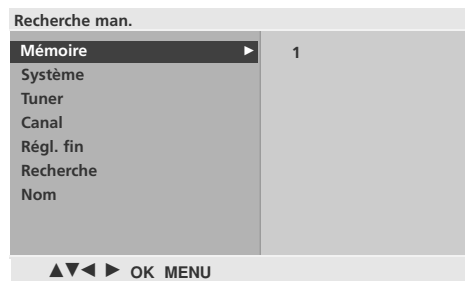 Recherche man.
Mémoire ► 1
Système
Tuner
Canal
Régl. fin
Recherche
Nom
▲▼◄ ► OK MENU